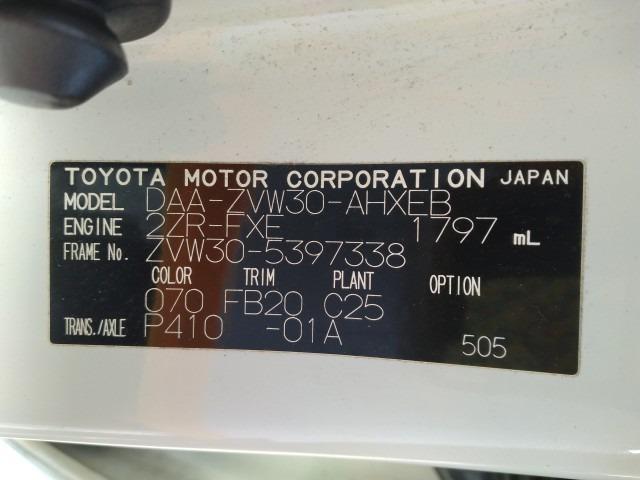 TOYOTA MOTOR CORPORATION JAPAN
MODEL DAA-ZVW30-AHXEB
ENGINE 2ZR-FXE 1797 mL
FRAME No. ZVW30-5397338
COLOR TRIM PLANT OPTION
070 FB20 C25
TRANS./AXLE P410 -01A
505